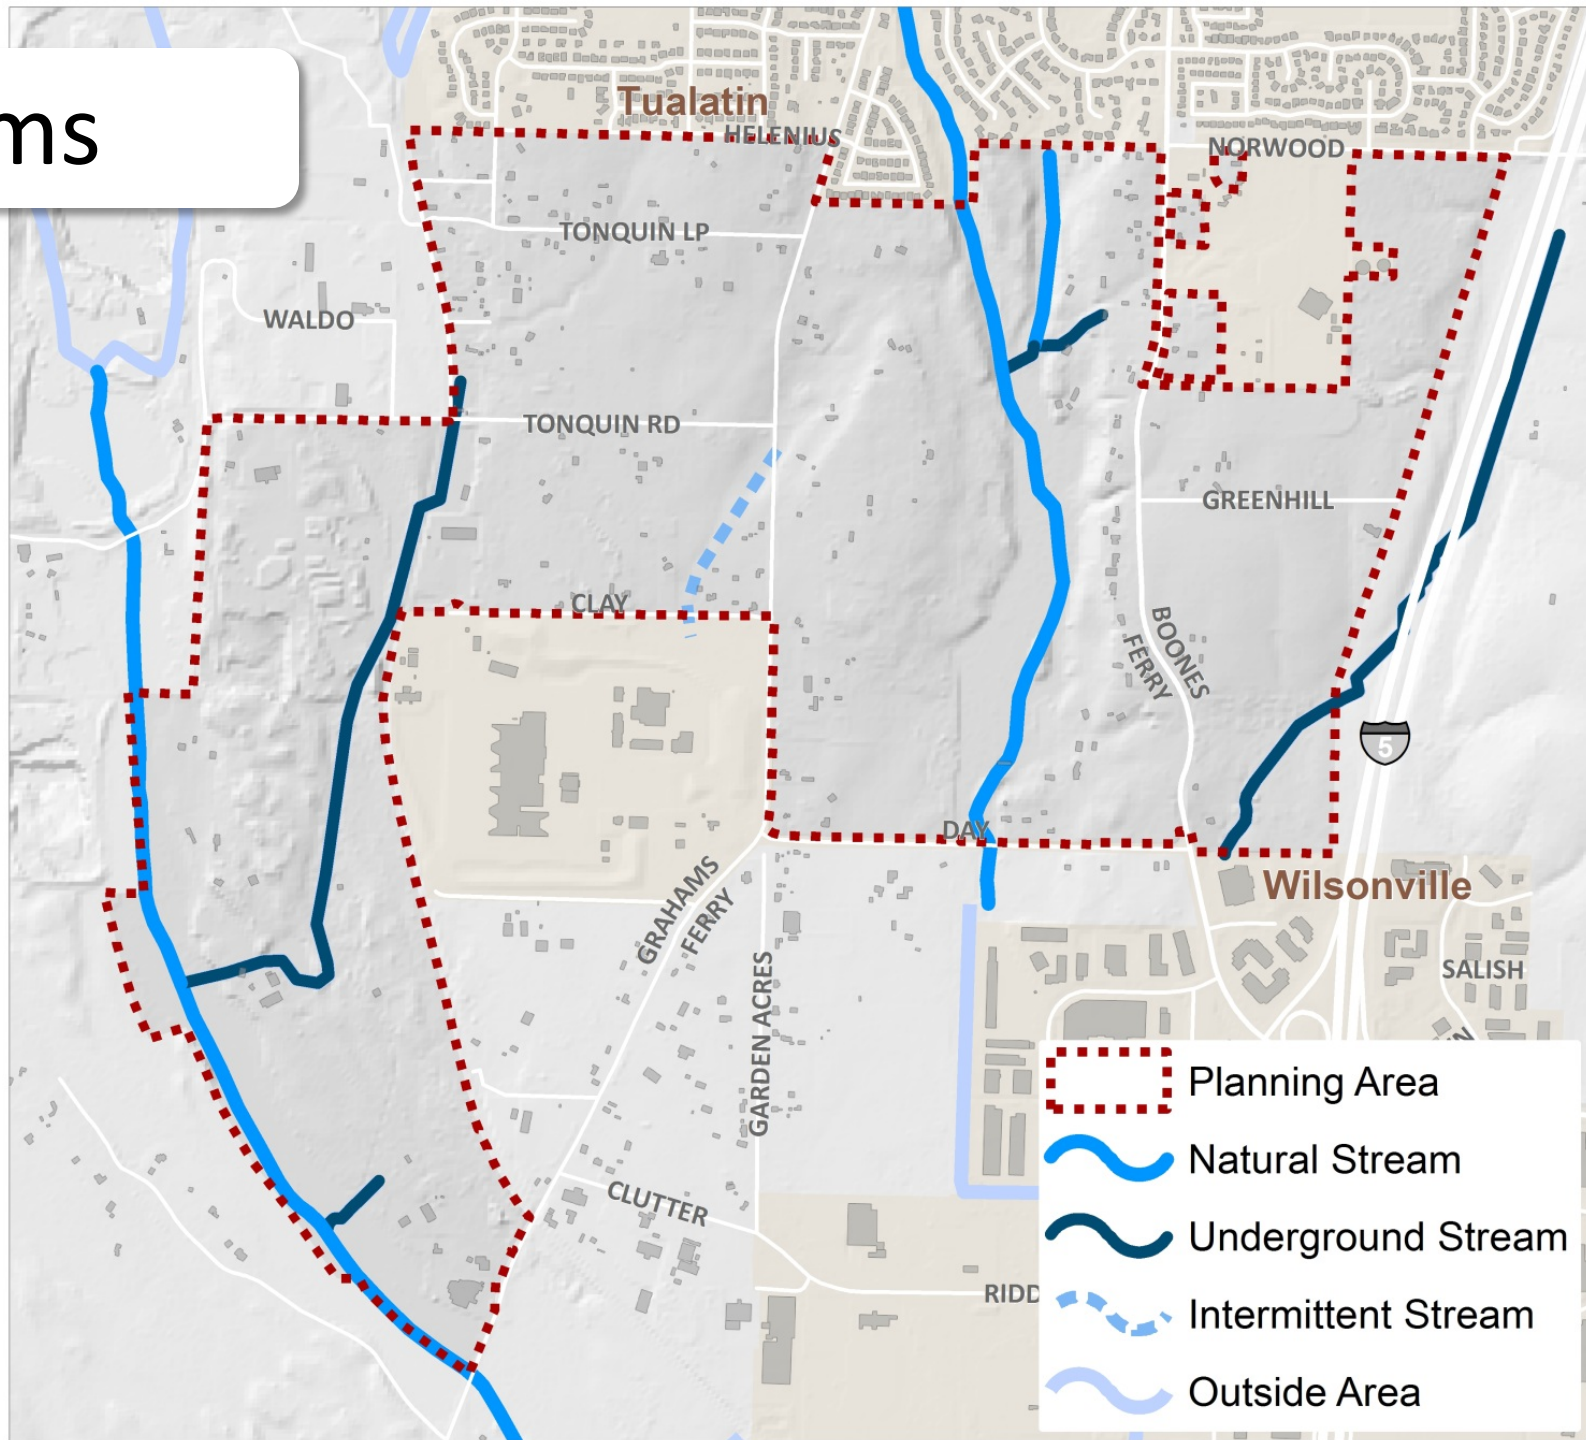 ms
Tualatin
HELENIUS
NORWOOD
TONQUIN LP
WALDO
TONQUIN RD
GREENHILL
CLAY
BOONES
FERRY
5
DAY
Wilsonville
GRAHAMS
FERRY
GARDEN ACRES
SALISH
EN
CLUTTER
RIDD
Planning Area
Natural Stream
Underground Stream
Intermittent Stream
Outside Area